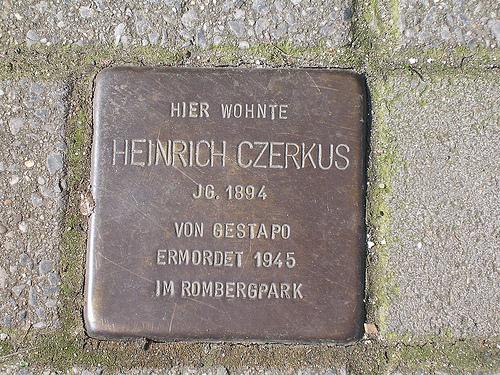 HIER WOHNTE
HEINRICH CZERKUS
JG. 1894
VON GESTAPO
ERMORDET 1945
IM ROMBERGPARK